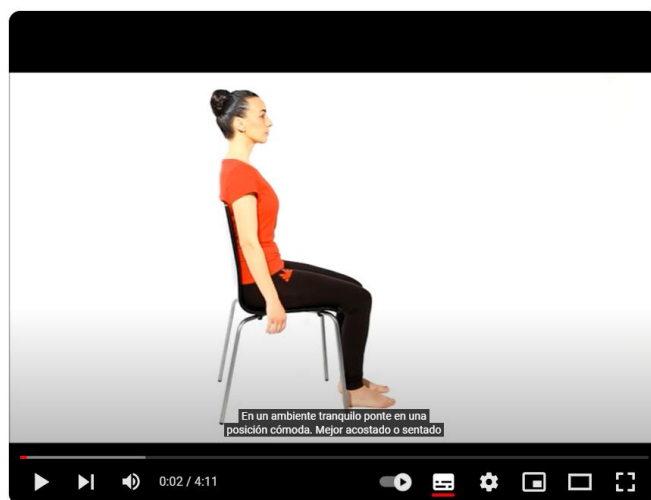 En un ambiente tranquilo ponte en una
posición cómoda. Mejor acostado o sentado
0:02 / 4:11